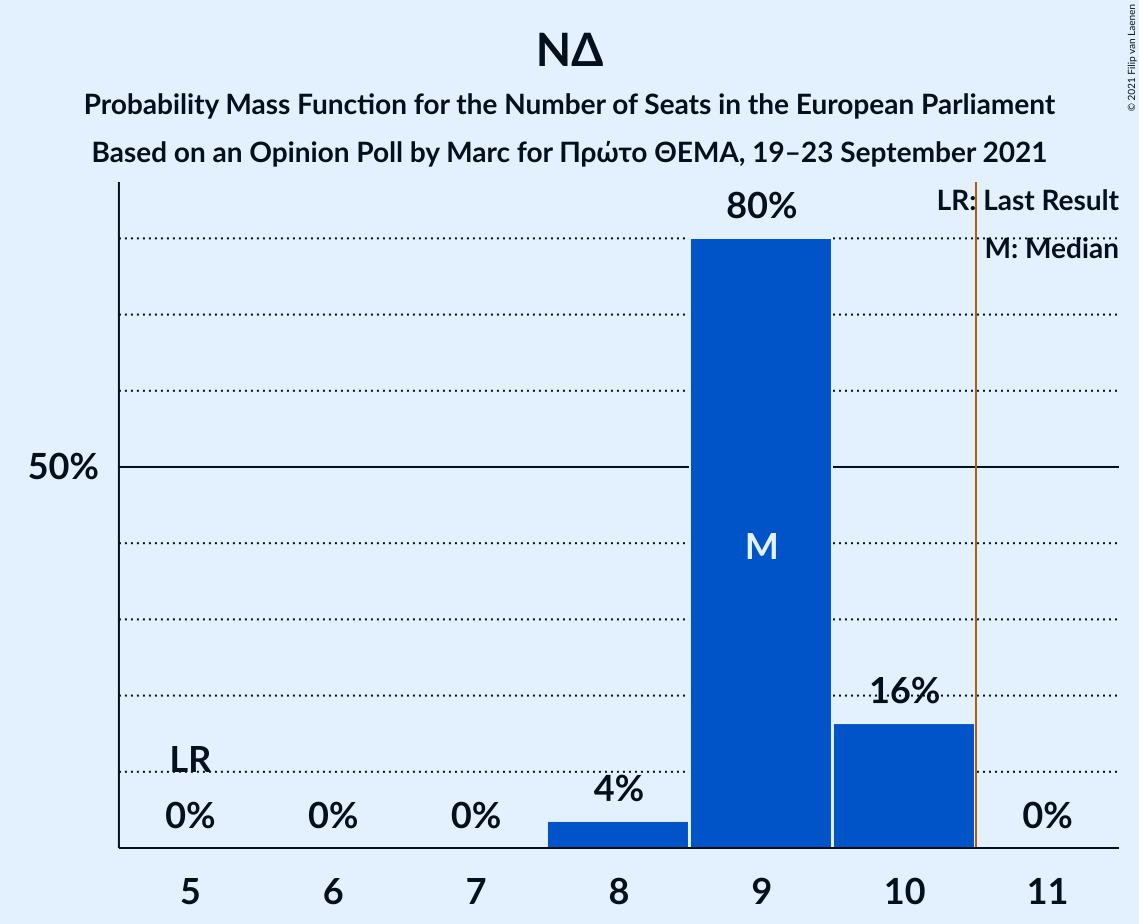 ΝΔ
Probability Mass Function for the Number of Seats in the European Parliament
Based on an Opinion Poll by Marc for Πρώτο ΘΕΜΑ, 19–23 September 2021
© 2021 Filip van Laenen
LR: Last Result
M: Median
80%
50%
M
16%
LR
4%
0%
0%
0%
0%
5
6
7
8
9
10
11